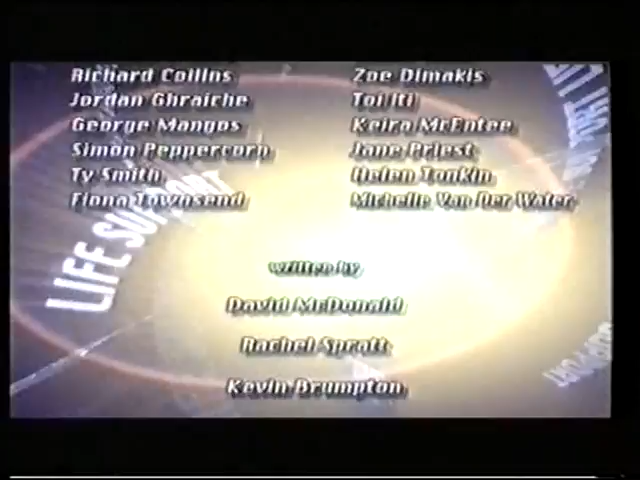 Richard Collins Zoe Dimakis
Jordan Ghraiche Toi Iti
George Mangos Keira McEntee
Simon Peppercorn Jane Priest
Ty Smith Helen Tonkin
Fiona Townsend Michelle Van Der Water
written by
David McDonald
Rachel Spratt
Kevin Brumpton
LIFE SUPPORT